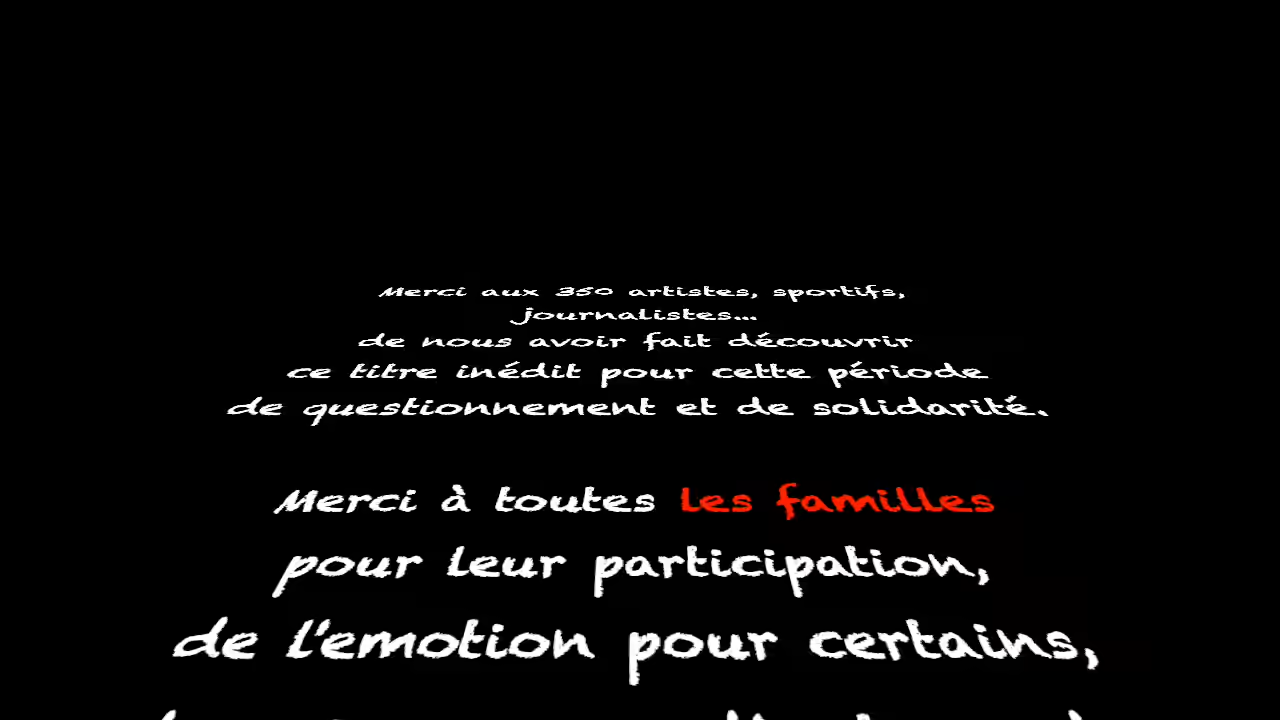 Merci aux 350 artistes, sportifs,
journalistes...
de nous avoir fait découvrir
ce titre inédit pour cette période
de questionnement et de solidarité.
Merci à toutes les familles
pour leur participation,
de l'emotion pour certains,